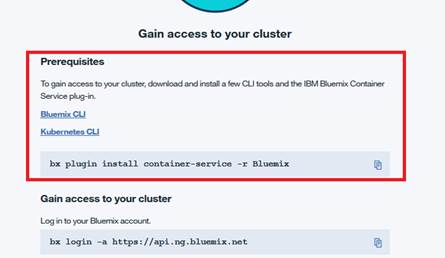 Gain access to your cluster
Prerequisites
To gain access to your cluster, download and install a few CLI tools and the IBM Bluemix Container
Service plug-in.
Bluemix CLI
Kubernetes CLI
bx plugin install container-service -r Bluemix
Gain access to your cluster
Log in to your Bluemix account.
bx login -a https://api.ng.bluemix.net